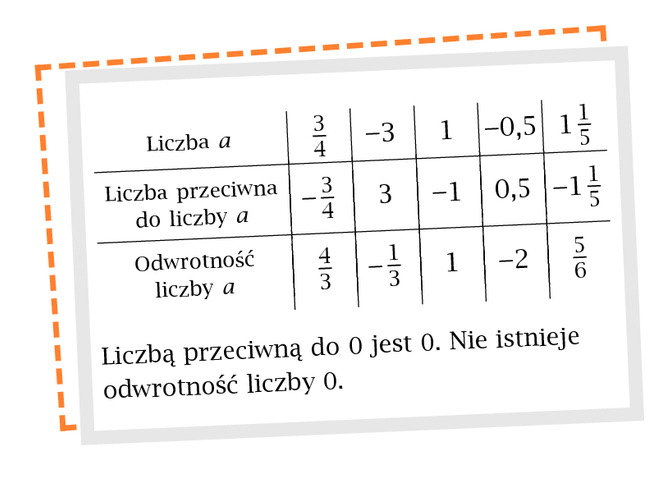 Liczba a 3/4 −3 1 −0,5 1 1/5
Liczba przeciwna
do liczby a −3/4 3 −1 0,5 −1 1/5
Odwrotność
liczby a 4/3 −1/3 1 −2 5/6
Liczbą przeciwną do 0 jest 0. Nie istnieje
odwrotność liczby 0.